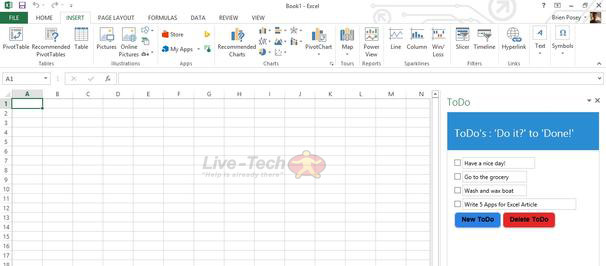 Book1 - Excel
FILE HOME INSERT PAGE LAYOUT FORMULAS DATA REVIEW VIEW Brien Posey
PivotTable Recommended PivotTables Table Pictures Online Pictures Store My Apps Recommended Charts PivotChart Map Power View Line Column Win/Loss Slicer Timeline Hyperlink Text Symbols
Tables Illustrations Apps Charts Reports Sparklines Filters Links
A1 fx
A B C D E F G H I J K L M N
ToDo
1
2
3
4
5
6
7
8
9
10
11
12
13
14
15
16
17
18
ToDo's : 'Do it?' to 'Done!'
Have a nice day!
Go to the grocery
Wash and wax boat
Write 5 Apps for Excel Article
New ToDo Delete ToDo
Live-Tech
"Help is already there"